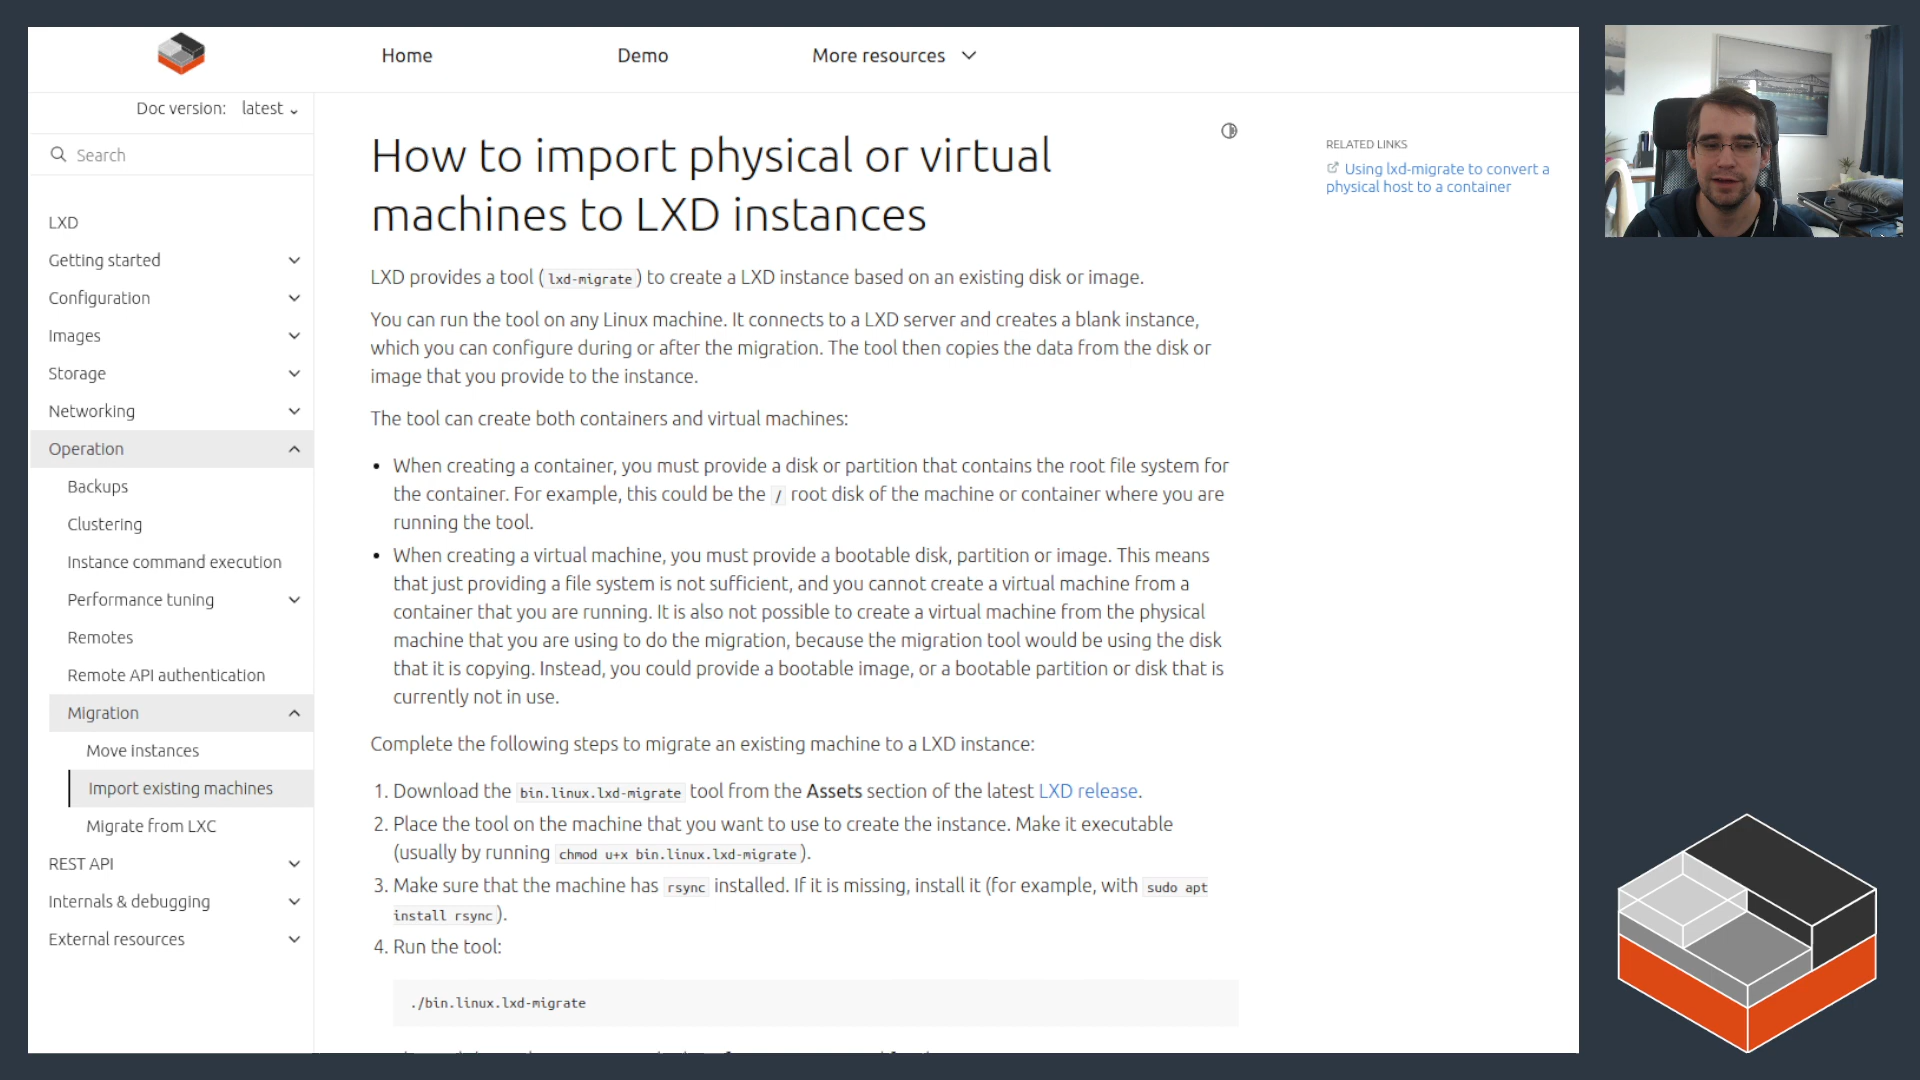 Home
Demo
More resources
Doc version: latest
Search
LXD
Getting started
Configuration
Images
Storage
Networking
Operation
Backups
Clustering
Instance command execution
Performance tuning
Remotes
Remote API authentication
Migration
Move instances
Import existing machines
Migrate from LXC
REST API
Internals & debugging
External resources
How to import physical or virtual
machines to LXD instances
LXD provides a tool (lxd-migrate) to create a LXD instance based on an existing disk or image.
You can run the tool on any Linux machine. It connects to a LXD server and creates a blank instance,
which you can configure during or after the migration. The tool then copies the data from the disk or
image that you provide to the instance.
The tool can create both containers and virtual machines:
• When creating a container, you must provide a disk or partition that contains the root file system for
the container. For example, this could be the / root disk of the machine or container where you are
running the tool.
• When creating a virtual machine, you must provide a bootable disk, partition or image. This means
that just providing a file system is not sufficient, and you cannot create a virtual machine from a
container that you are running. It is also not possible to create a virtual machine from the physical
machine that you are using to do the migration, because the migration tool would be using the disk
that it is copying. Instead, you could provide a bootable image, or a bootable partition or disk that is
currently not in use.
Complete the following steps to migrate an existing machine to a LXD instance:
1. Download the bin.linux.lxd-migrate tool from the Assets section of the latest LXD release.
2. Place the tool on the machine that you want to use to create the instance. Make it executable
(usually by running chmod u+x bin.linux.lxd-migrate).
3. Make sure that the machine has rsync installed. If it is missing, install it (for example, with sudo apt
install rsync).
4. Run the tool:
./bin.linux.lxd-migrate
RELATED LINKS
Using lxd-migrate to convert a
physical host to a container